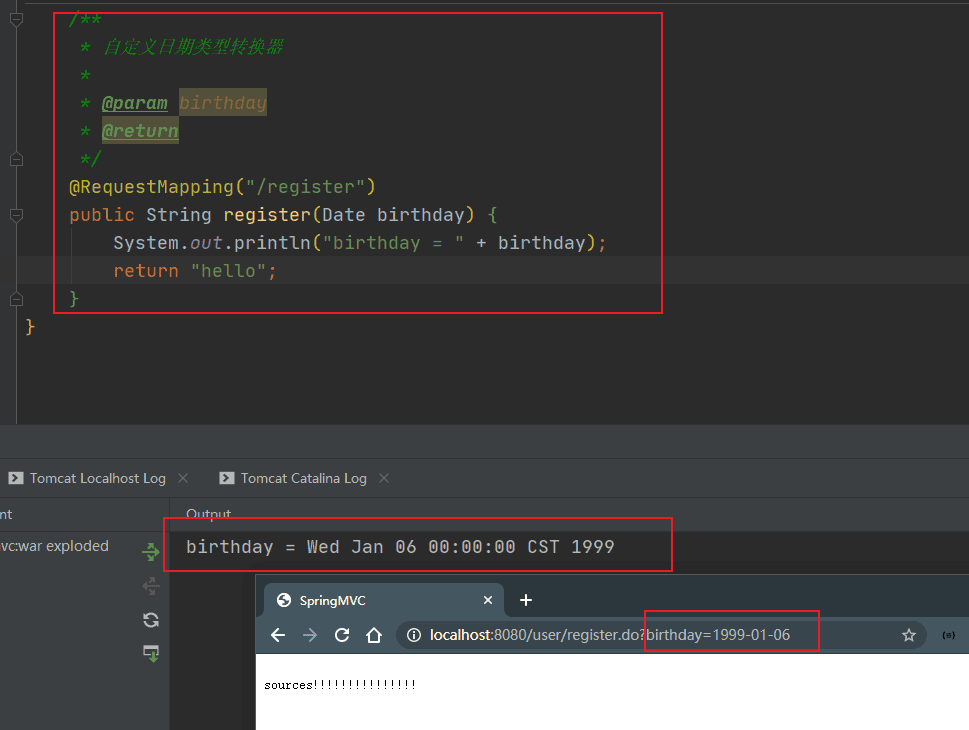 /**
* 自定义日期类型转换器
*
* @param birthday
* @return
*/
@RequestMapping("/register")
public String register(Date birthday) {
System.out.println("birthday = " + birthday);
return "hello";
}
}
Tomcat Localhost Log
Tomcat Catalina Log
nt
Output
vc:war exploded
birthday = Wed Jan 06 00:00:00 CST 1999
SpringMVC
localhost:8080/user/register.do?birthday=1999-01-06
sources!!!!!!!!!!!!!!!